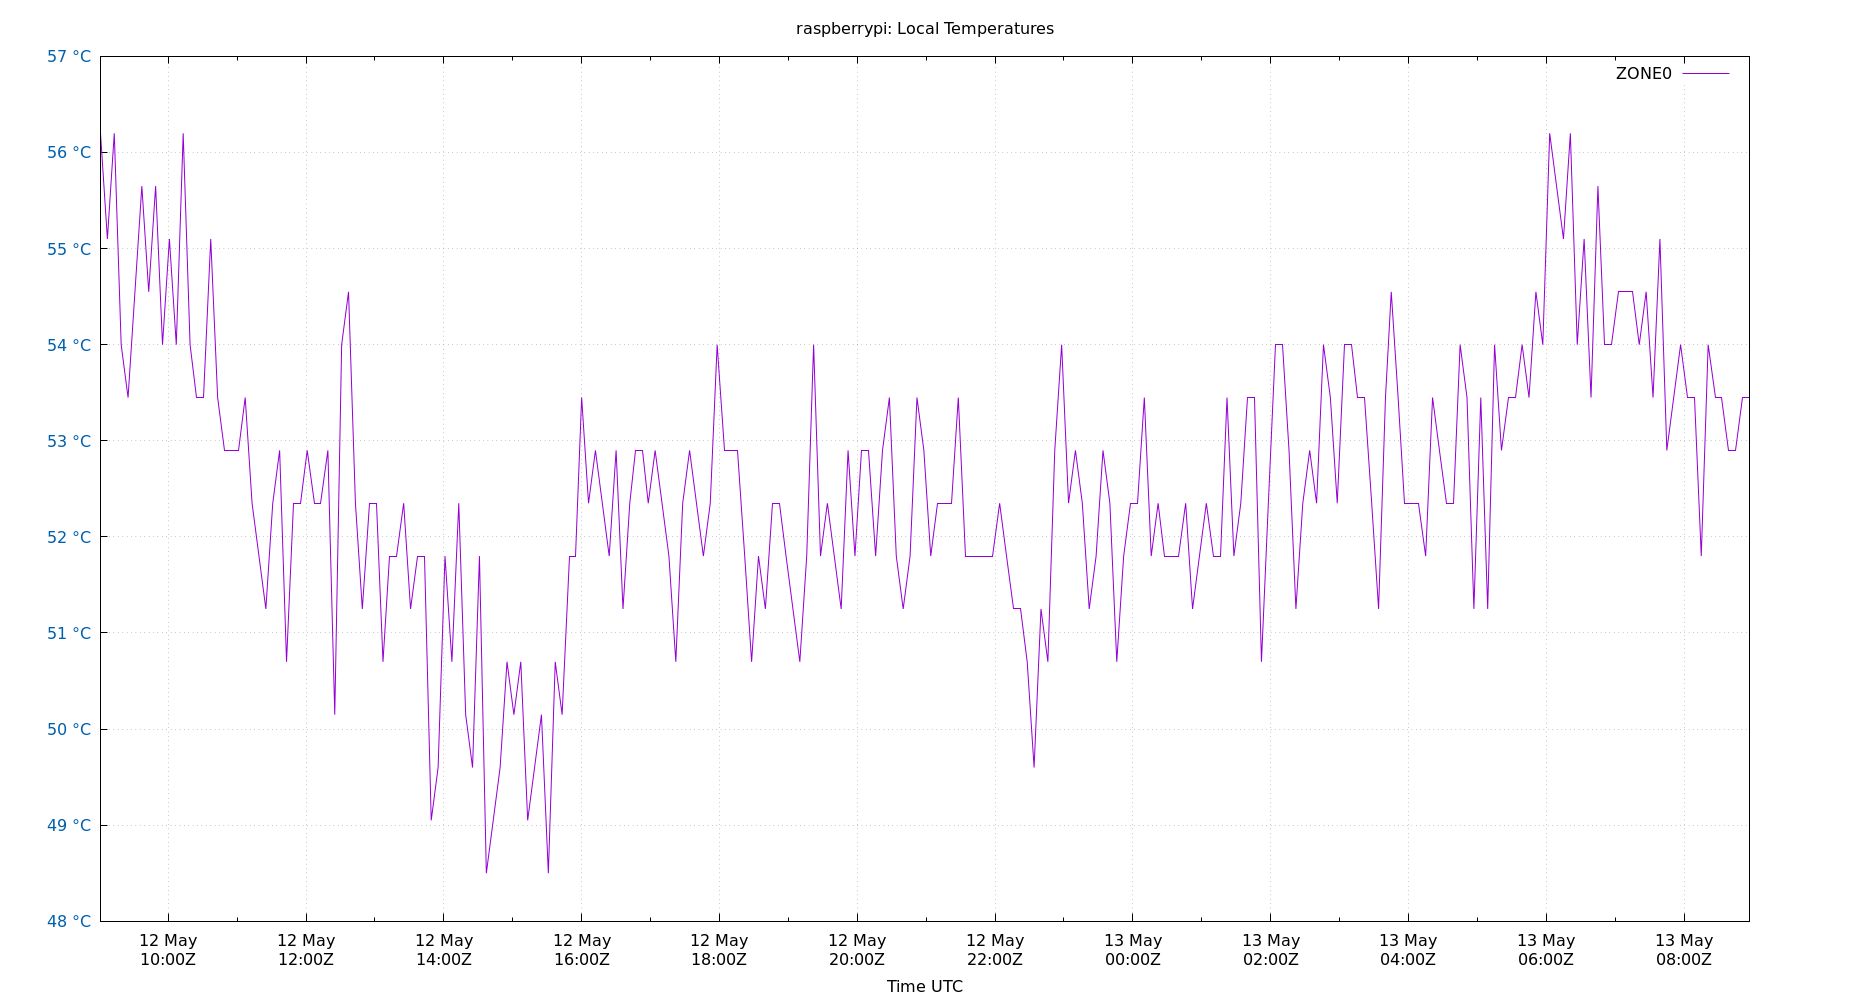 raspberrypi: Local Temperatures
57 °C
ZONE0
56 °C
55 °C
54 °C
53 °C
52 °C
51 °C
50 °C
49 °C
48 °C
12 May 12 May 12 May 12 May 12 May 12 May 12 May 13 May 13 May 13 May 13 May 13 May
10:00Z 12:00Z 14:00Z 16:00Z 18:00Z 20:00Z 22:00Z 00:00Z 02:00Z 04:00Z 06:00Z 08:00Z
Time UTC